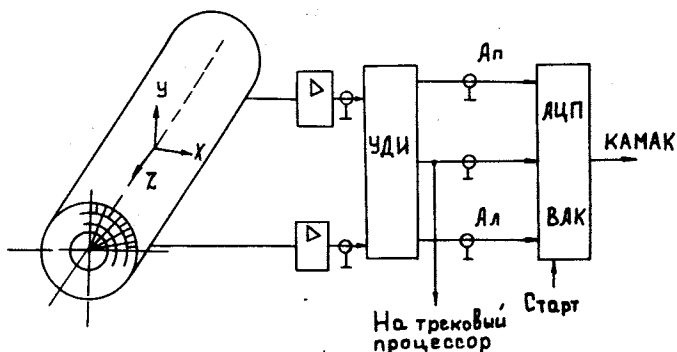 У
X
Z
▷
▷
УДИ
Ап
Ал
АЦП
ВАК
КАМАК
Старт
На трековый
процессор